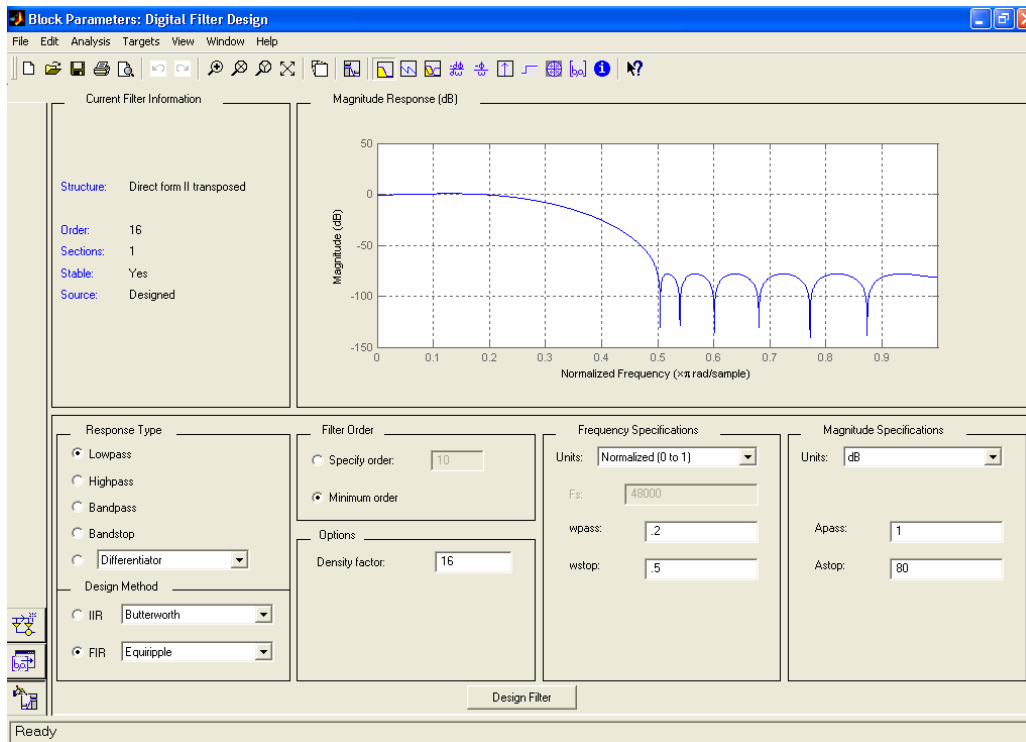 Block Parameters: Digital Filter Design
File Edit Analysis Targets View Window Help
Current Filter Information
Structure: Direct form II transposed
Order: 16
Sections: 1
Stable: Yes
Source: Designed
Magnitude Response (dB)
Magnitude (dB)
50
0
-50
-100
-150
0 0.1 0.2 0.3 0.4 0.5 0.6 0.7 0.8 0.9
Normalized Frequency (×π rad/sample)
Response Type
Lowpass
Highpass
Bandpass
Bandstop
Differentiator
Design Method
IIR Butterworth
FIR Equiripple
Filter Order
Specify order: 10
Minimum order
Options
Density factor: 16
Frequency Specifications
Units: Normalized (0 to 1)
Fs: 48000
wpass: .2
wstop: .5
Magnitude Specifications
Units: dB
Apass: 1
Astop: 80
Design Filter
Ready